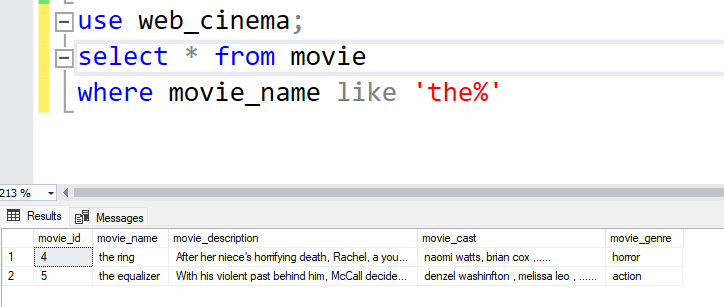 use web_cinema;
select * from movie
where movie_name like 'the%'
213 %
Results Messages
movie_id movie_name movie_description movie_cast movie_genre
1 4 the ring After her niece's horrifying death, Rachel, a you... naomi watts, brian cox ,..... horror
2 5 the equalizer With his violent past behind him, McCall decide... denzel washinfton , melissa leo , ...... action